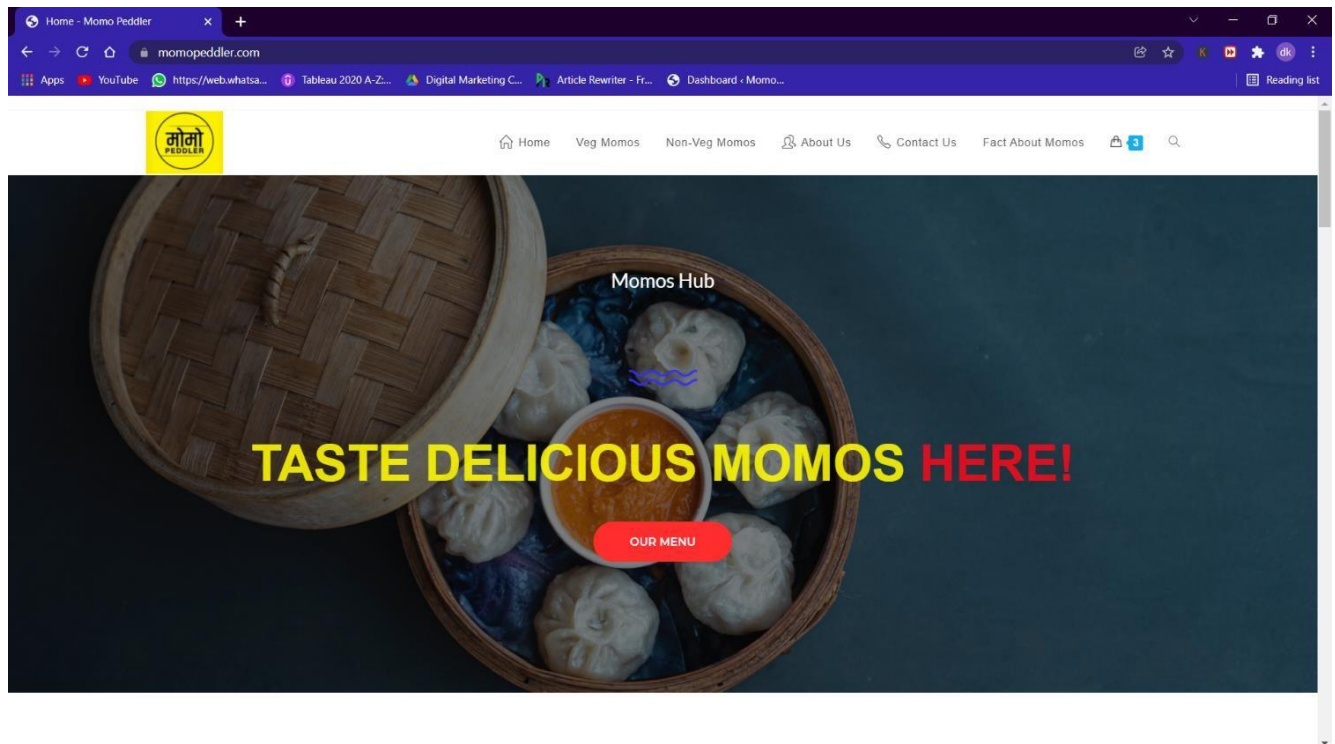 Home - Momo Peddler
momopeddler.com
K
dk
Apps YouTube https://web.whatsa... Tableau 2020 A-Z:... Digital Marketing C... Article Rewriter - Fr... Dashboard ‹ Momo... Reading list
मोमो
PEDDLER
Home Veg Momos Non-Veg Momos About Us Contact Us Fact About Momos 3
Momos Hub
TASTE DELICIOUS MOMOS HERE!
OUR MENU